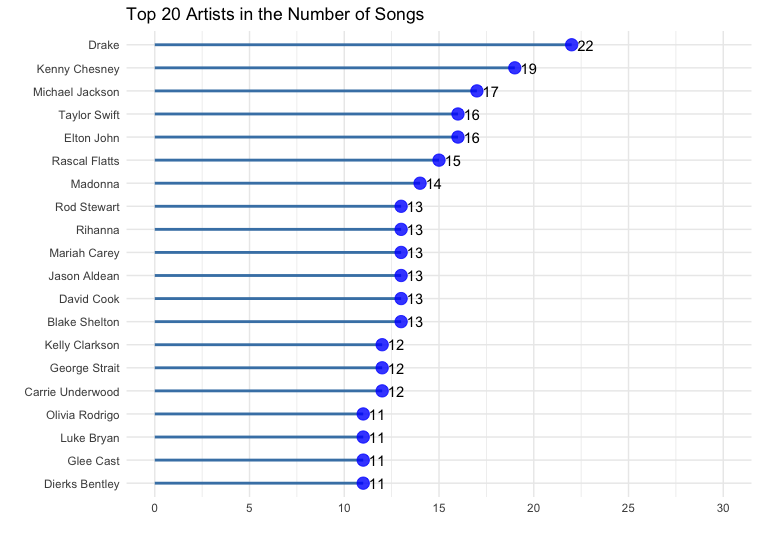 Top 20 Artists in the Number of Songs
Drake 22
Kenny Chesney 19
Michael Jackson 17
Taylor Swift 16
Elton John 16
Rascal Flatts 15
Madonna 14
Rod Stewart 13
Rihanna 13
Mariah Carey 13
Jason Aldean 13
David Cook 13
Blake Shelton 13
Kelly Clarkson 12
George Strait 12
Carrie Underwood 12
Olivia Rodrigo 11
Luke Bryan 11
Glee Cast 11
Dierks Bentley 11
0 5 10 15 20 25 30